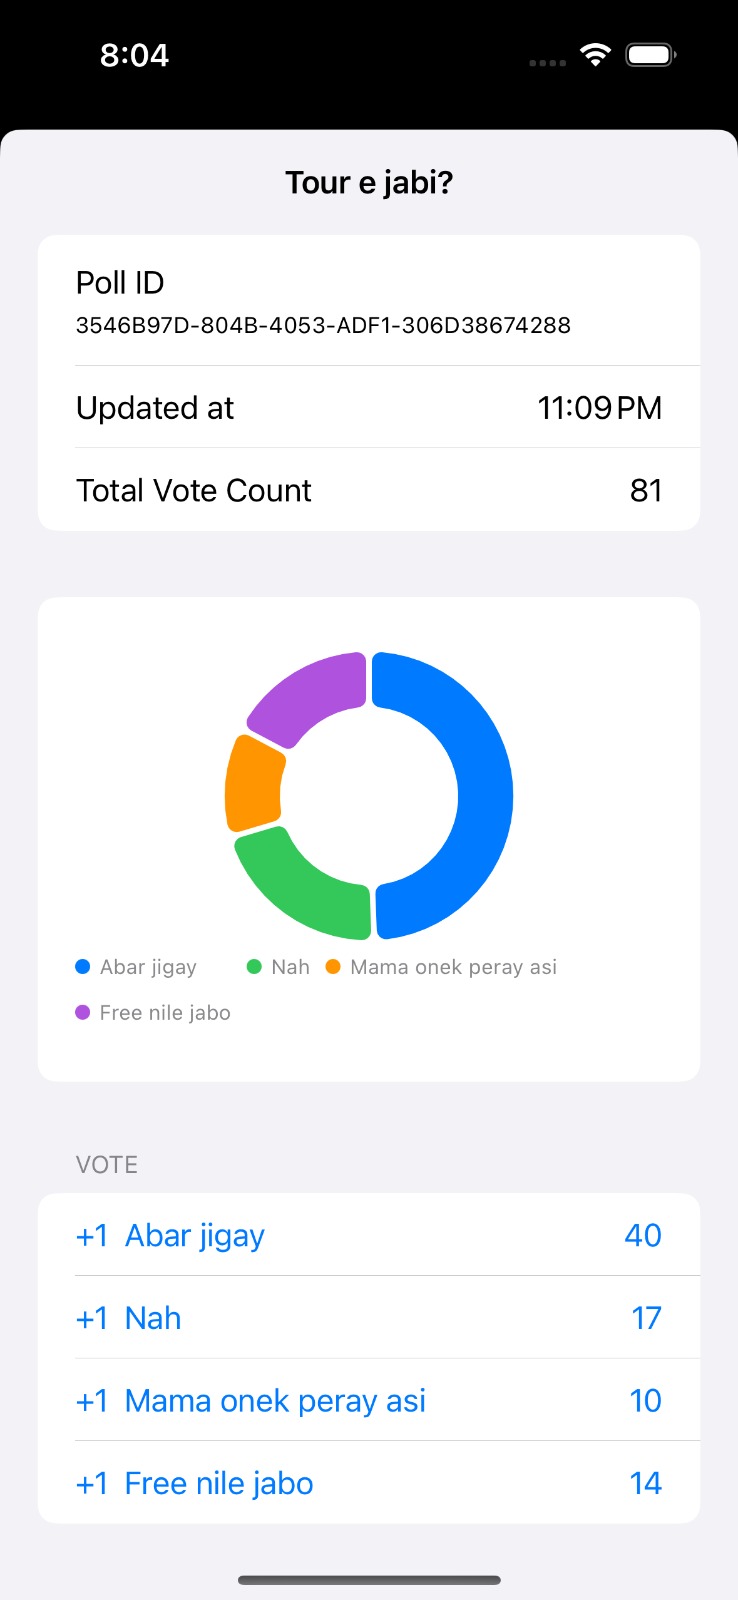 8:04
Tour e jabi?
Poll ID
3546B97D-804B-4053-ADF1-306D38674288
Updated at 11:09 PM
Total Vote Count 81
Abar jigay Nah Mama onek peray asi
Free nile jabo
VOTE
+1 Abar jigay 40
+1 Nah 17
+1 Mama onek peray asi 10
+1 Free nile jabo 14